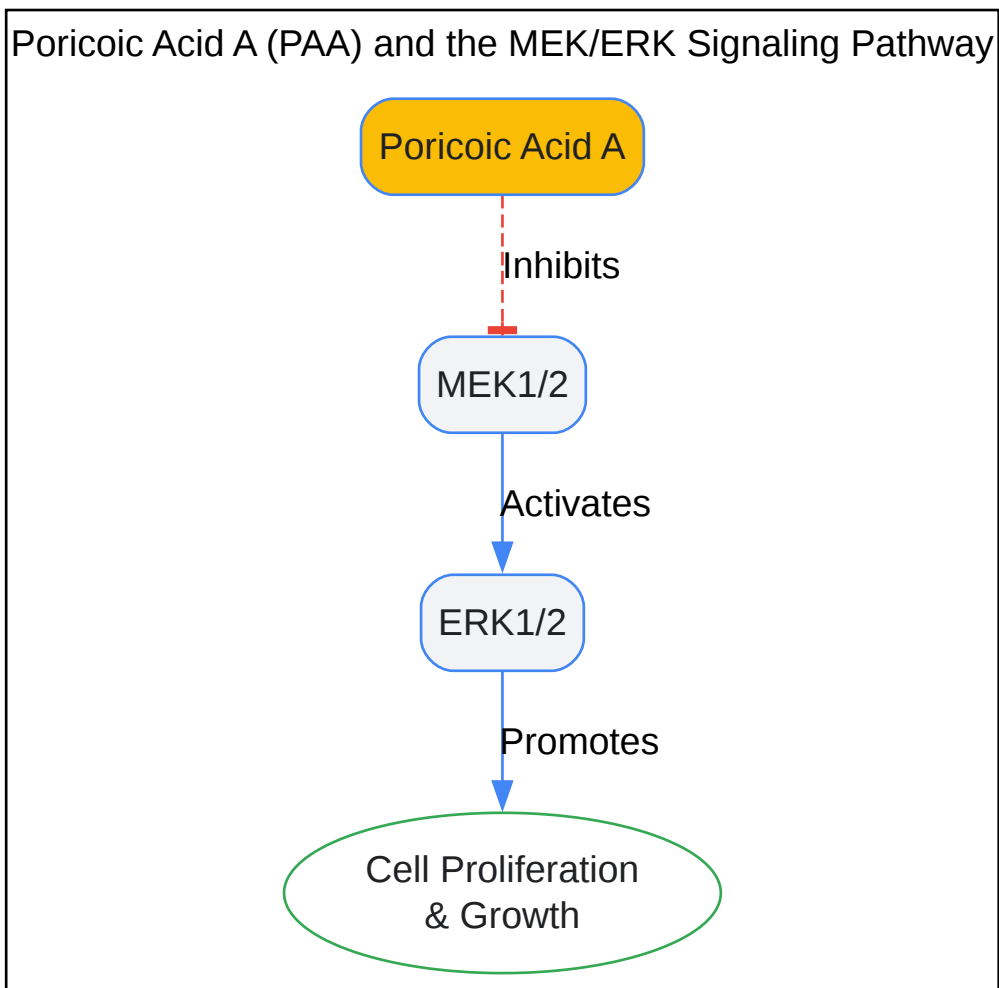 Poricoic Acid A (PAA) and the MEK/ERK Signaling Pathway
Poricoic Acid A
Inhibits
MEK1/2
Activates
ERK1/2
Promotes
Cell Proliferation
& Growth